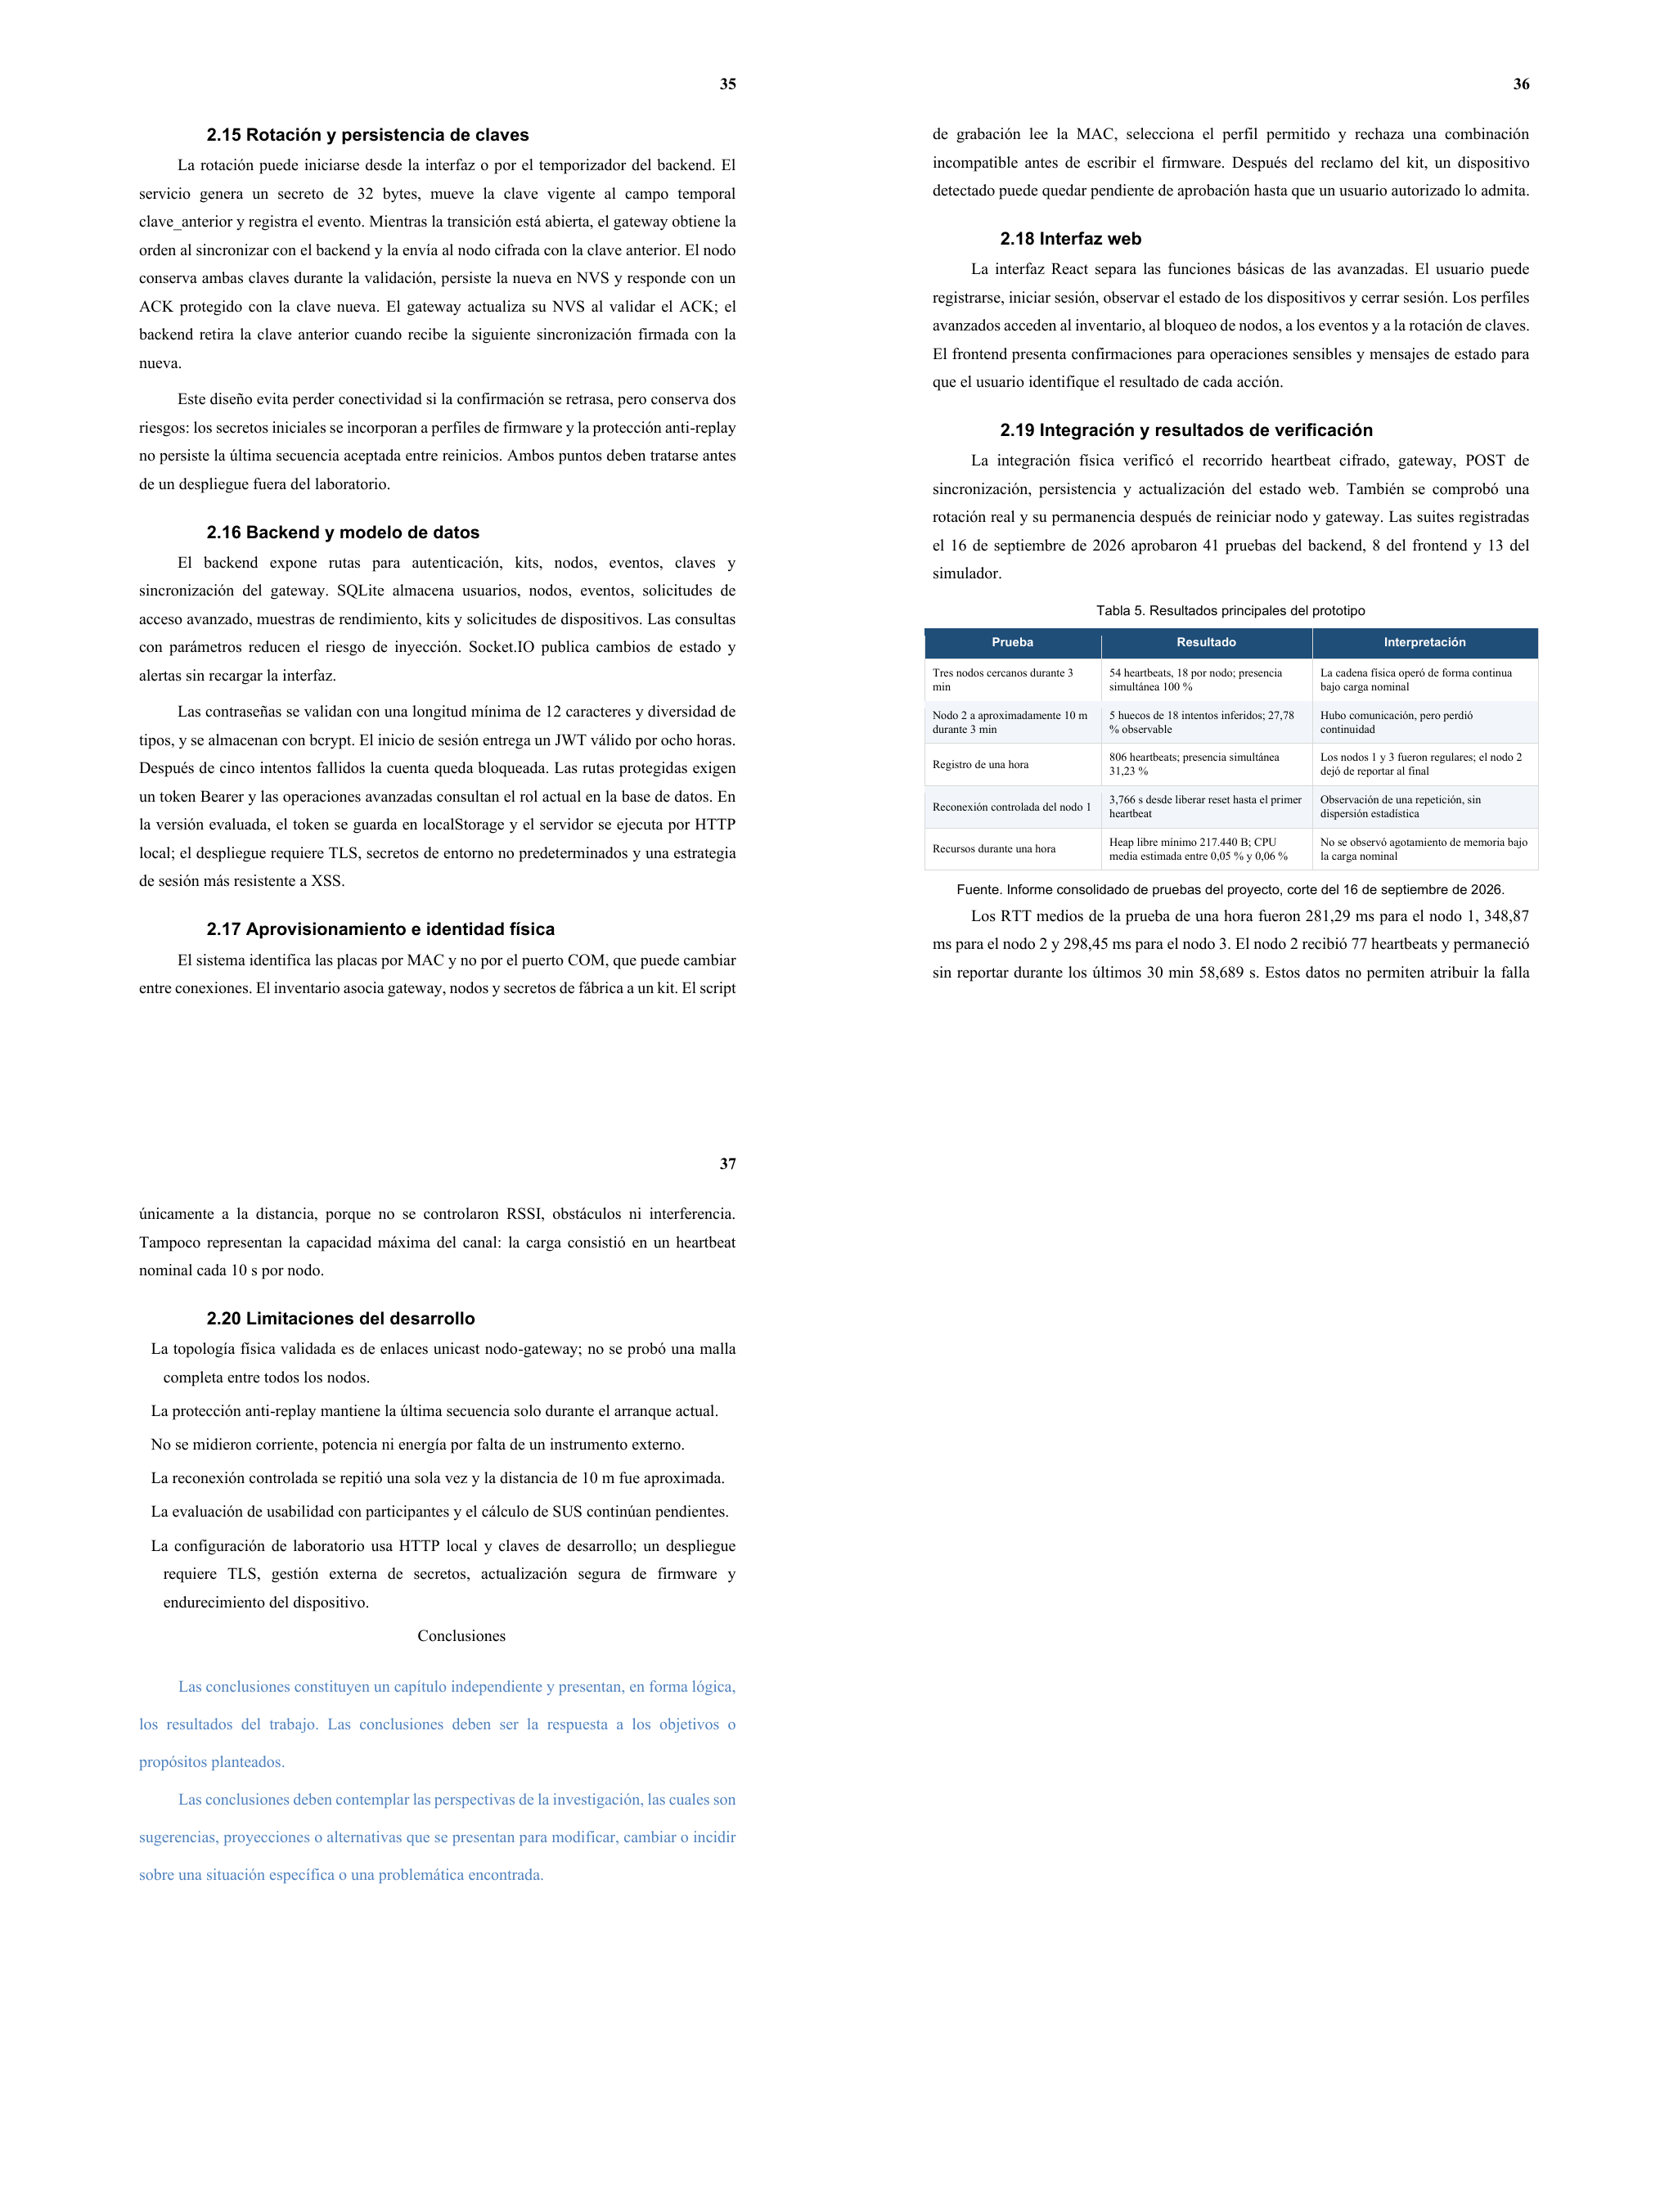 35
2.15 Rotación y persistencia de claves
La rotación puede iniciarse desde la interfaz o por el temporizador del backend. El
servicio genera un secreto de 32 bytes, mueve la clave vigente al campo temporal
clave_anterior y registra el evento. Mientras la transición está abierta, el gateway obtiene la
orden al sincronizar con el backend y la envía al nodo cifrada con la clave anterior. El nodo
conserva ambas claves durante la validación, persiste la nueva en NVS y responde con un
ACK protegido con la clave nueva. El gateway actualiza su NVS al validar el ACK; el
backend retira la clave anterior cuando recibe la siguiente sincronización firmada con la
nueva.
Este diseño evita perder conectividad si la confirmación se retrasa, pero conserva dos
riesgos: los secretos iniciales se incorporan a perfiles de firmware y la protección anti-replay
no persiste la última secuencia aceptada entre reinicios. Ambos puntos deben tratarse antes
de un despliegue fuera del laboratorio.
2.16 Backend y modelo de datos
El backend expone rutas para autenticación, kits, nodos, eventos, claves y
sincronización del gateway. SQLite almacena usuarios, nodos, eventos, solicitudes de
acceso avanzado, muestras de rendimiento, kits y solicitudes de dispositivos. Las consultas
con parámetros reducen el riesgo de inyección. Socket.IO publica cambios de estado y
alertas sin recargar la interfaz.
Las contraseñas se validan con una longitud mínima de 12 caracteres y diversidad de
tipos, y se almacenan con bcrypt. El inicio de sesión entrega un JWT válido por ocho horas.
Después de cinco intentos fallidos la cuenta queda bloqueada. Las rutas protegidas exigen
un token Bearer y las operaciones avanzadas consultan el rol actual en la base de datos. En
la versión evaluada, el token se guarda en localStorage y el servidor se ejecuta por HTTP
local; el despliegue requiere TLS, secretos de entorno no predeterminados y una estrategia
de sesión más resistente a XSS.
2.17 Aprovisionamiento e identidad física
El sistema identifica las placas por MAC y no por el puerto COM, que puede cambiar
entre conexiones. El inventario asocia gateway, nodos y secretos de fábrica a un kit. El script
36
de grabación lee la MAC, selecciona el perfil permitido y rechaza una combinación
incompatible antes de escribir el firmware. Después del reclamo del kit, un dispositivo
detectado puede quedar pendiente de aprobación hasta que un usuario autorizado lo admita.
2.18 Interfaz web
La interfaz React separa las funciones básicas de las avanzadas. El usuario puede
registrarse, iniciar sesión, observar el estado de los dispositivos y cerrar sesión. Los perfiles
avanzados acceden al inventario, al bloqueo de nodos, a los eventos y a la rotación de claves.
El frontend presenta confirmaciones para operaciones sensibles y mensajes de estado para
que el usuario identifique el resultado de cada acción.
2.19 Integración y resultados de verificación
La integración física verificó el recorrido heartbeat cifrado, gateway, POST de
sincronización, persistencia y actualización del estado web. También se comprobó una
rotación real y su permanencia después de reiniciar nodo y gateway. Las suites registradas
el 16 de septiembre de 2026 aprobaron 41 pruebas del backend, 8 del frontend y 13 del
simulador.
Tabla 5. Resultados principales del prototipo
Prueba Resultado Interpretación
Tres nodos cercanos durante 3 min 54 heartbeats, 18 por nodo; presencia simultánea 100 % La cadena física operó de forma continua bajo carga nominal
Nodo 2 a aproximadamente 10 m durante 3 min 5 huecos de 18 intentos inferidos; 27,78 % observable Hubo comunicación, pero perdió continuidad
Registro de una hora 806 heartbeats; presencia simultánea 31,23 % Los nodos 1 y 3 fueron regulares; el nodo 2 dejó de reportar al final
Reconexión controlada del nodo 1 3,766 s desde liberar reset hasta el primer heartbeat Observación de una repetición, sin dispersión estadística
Recursos durante una hora Heap libre mínimo 217.440 B; CPU media estimada entre 0,05 % y 0,06 % No se observó agotamiento de memoria bajo la carga nominal
Fuente. Informe consolidado de pruebas del proyecto, corte del 16 de septiembre de 2026.
Los RTT medios de la prueba de una hora fueron 281,29 ms para el nodo 1, 348,87
ms para el nodo 2 y 298,45 ms para el nodo 3. El nodo 2 recibió 77 heartbeats y permaneció
sin reportar durante los últimos 30 min 58,689 s. Estos datos no permiten atribuir la falla
37
únicamente a la distancia, porque no se controlaron RSSI, obstáculos ni interferencia.
Tampoco representan la capacidad máxima del canal: la carga consistió en un heartbeat
nominal cada 10 s por nodo.
2.20 Limitaciones del desarrollo
La topología física validada es de enlaces unicast nodo-gateway; no se probó una malla
completa entre todos los nodos.
La protección anti-replay mantiene la última secuencia solo durante el arranque actual.
No se midieron corriente, potencia ni energía por falta de un instrumento externo.
La reconexión controlada se repitió una sola vez y la distancia de 10 m fue aproximada.
La evaluación de usabilidad con participantes y el cálculo de SUS continúan pendientes.
La configuración de laboratorio usa HTTP local y claves de desarrollo; un despliegue
requiere TLS, gestión externa de secretos, actualización segura de firmware y
endurecimiento del dispositivo.
Conclusiones
Las conclusiones constituyen un capítulo independiente y presentan, en forma lógica,
los resultados del trabajo. Las conclusiones deben ser la respuesta a los objetivos o
propósitos planteados.
Las conclusiones deben contemplar las perspectivas de la investigación, las cuales son
sugerencias, proyecciones o alternativas que se presentan para modificar, cambiar o incidir
sobre una situación específica o una problemática encontrada.